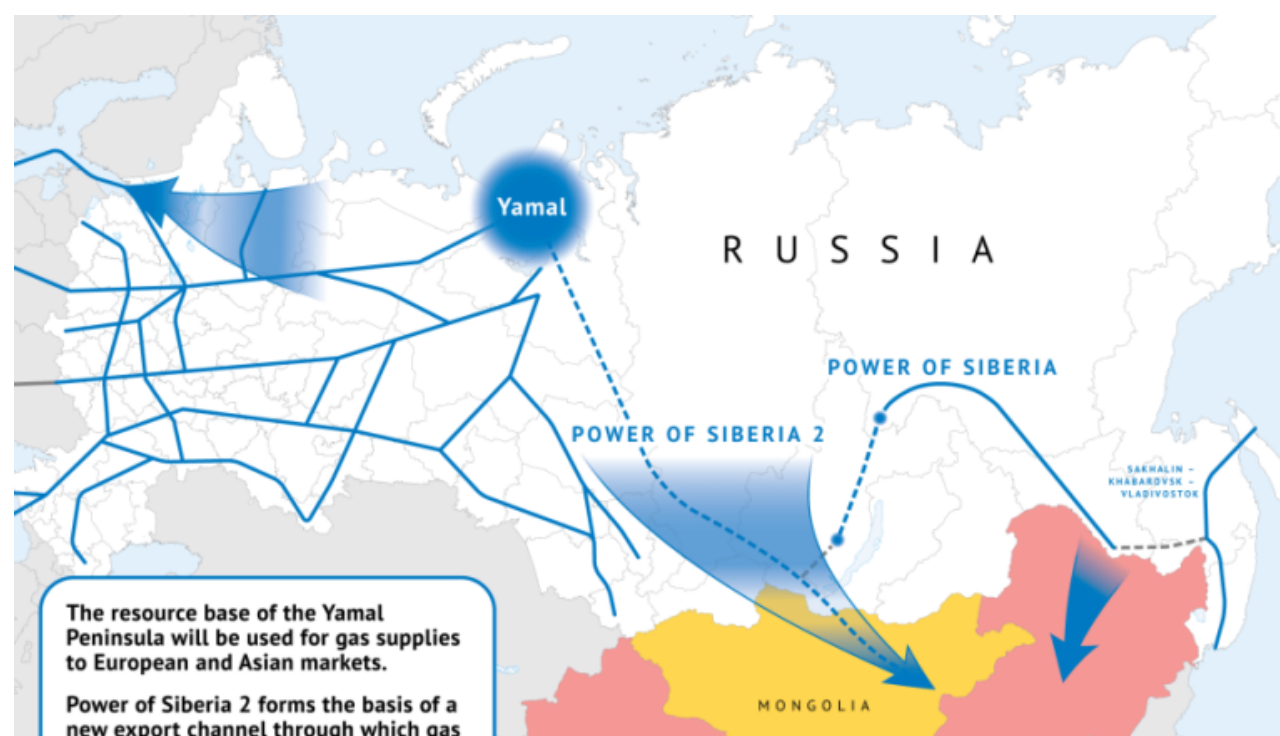 Yamal
RUSSIA
POWER OF SIBERIA
POWER OF SIBERIA 2
SAKHALIN –
KHABAROVSK –
VLADIVOSTOK
The resource base of the Yamal
Peninsula will be used for gas supplies
to European and Asian markets.
Power of Siberia 2 forms the basis of a
new export channel through which gas
MONGOLIA